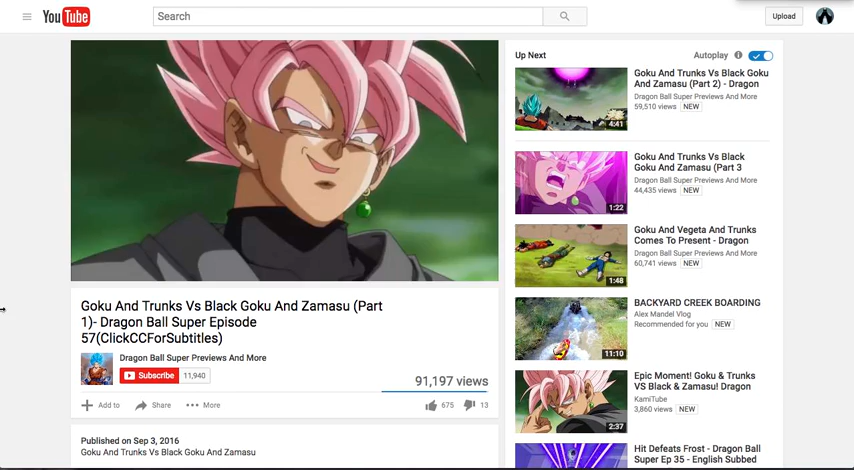 YouTube
Search
Upload
Up Next
Autoplay
Goku And Trunks Vs Black Goku
And Zamasu (Part 2) - Dragon
Dragon Ball Super Previews And More
59,510 views NEW
4:41
Goku And Trunks Vs Black
Goku And Zamasu (Part 3
Dragon Ball Super Previews And More
44,435 views NEW
1:22
Goku And Vegeta And Trunks
Comes To Present - Dragon
Dragon Ball Super Previews And More
60,741 views NEW
1:48
BACKYARD CREEK BOARDING
Alex Mandel Vlog
Recommended for you NEW
11:10
Epic Moment! Goku & Trunks
VS Black & Zamasu! Dragon
KamiTube
3,860 views NEW
2:37
Hit Defeats Frost - Dragon Ball
Super Ep 35 - English Subbed
Goku And Trunks Vs Black Goku And Zamasu (Part
1)- Dragon Ball Super Episode
57(ClickCCForSubtitles)
Dragon Ball Super Previews And More
Subscribe 11,940
91,197 views
Add to Share More 675 13
Published on Sep 3, 2016
Goku And Trunks Vs Black Goku And Zamasu